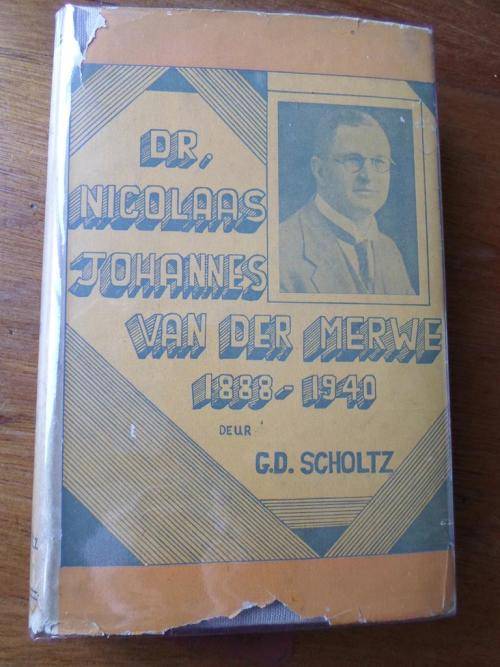 DR.
NICOLAAS
JOHANNES
VAN DER MERWE
1888-1940
DEUR
G.D. SCHOLTZ